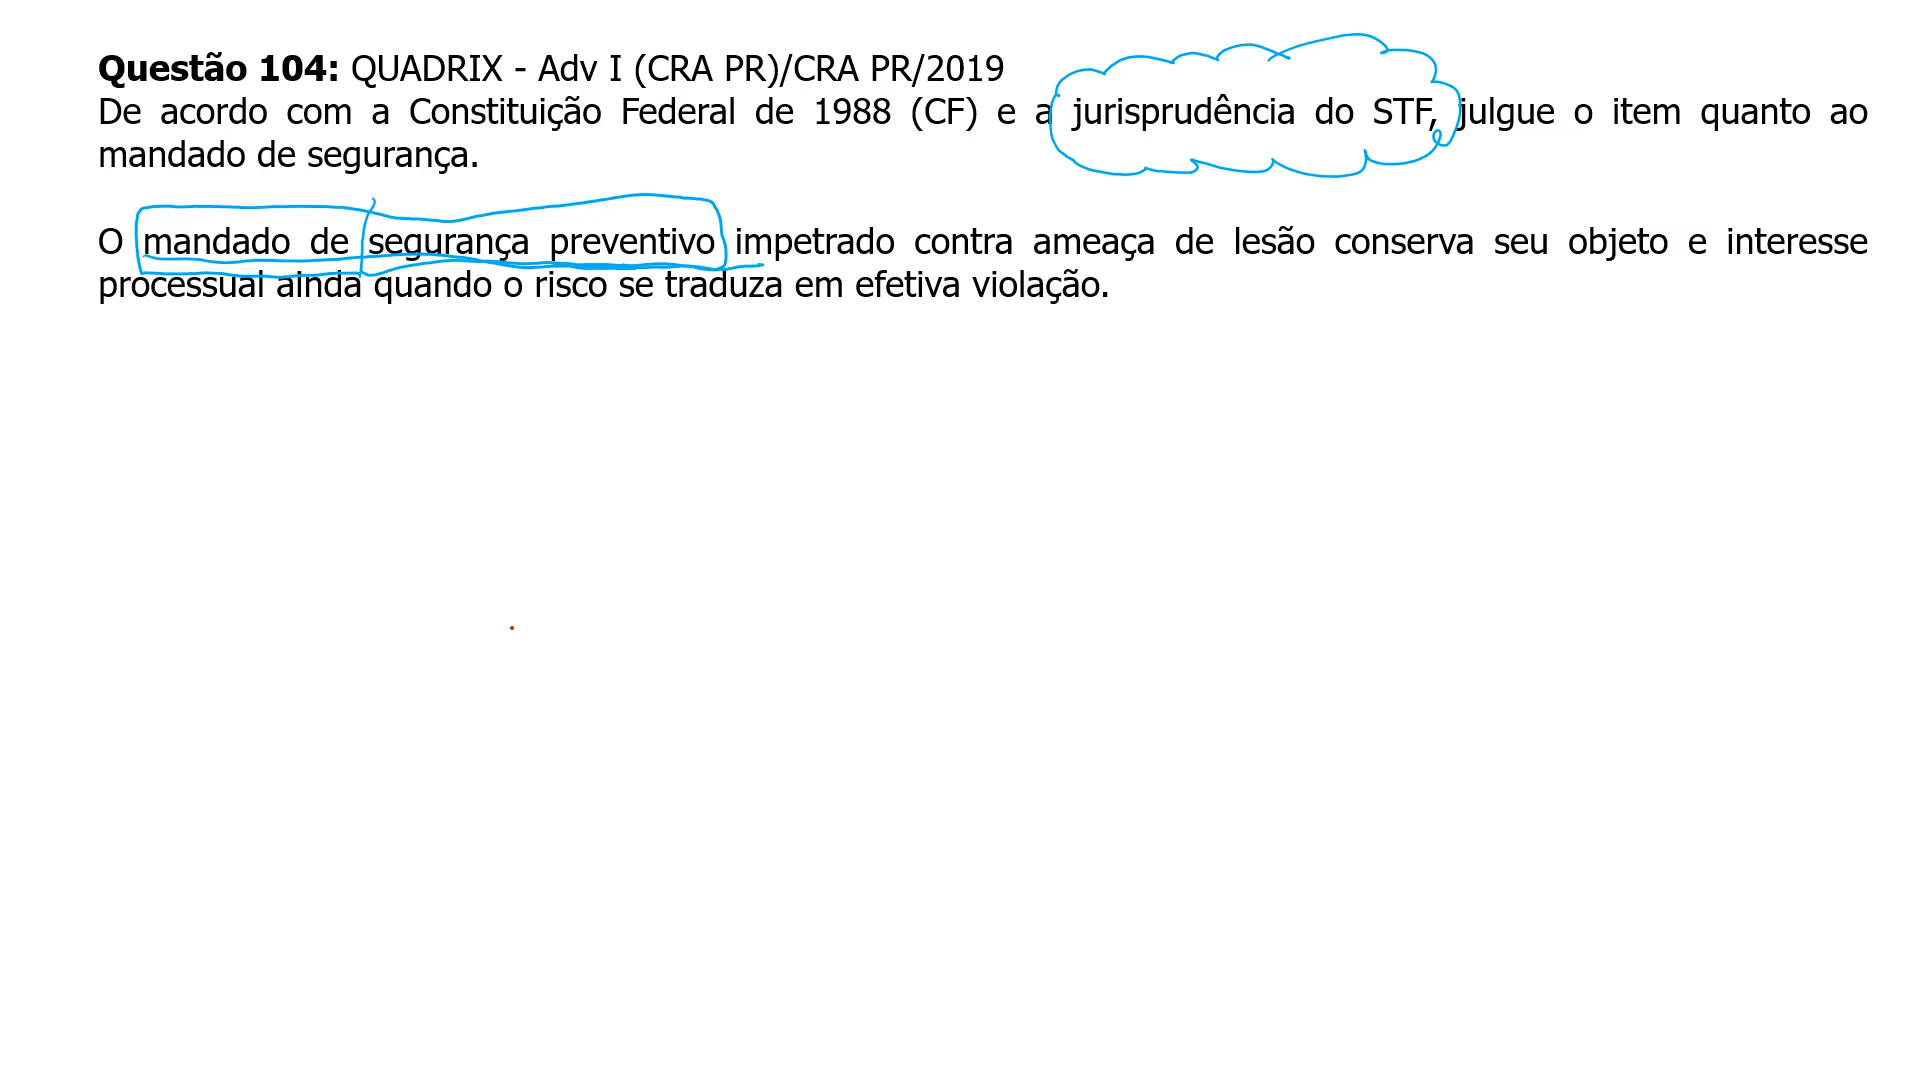 Questão 104: QUADRIX - Adv I (CRA PR)/CRA PR/2019
De acordo com a Constituição Federal de 1988 (CF) e a jurisprudência do STF, julgue o item quanto ao
mandado de segurança.
O mandado de segurança preventivo impetrado contra ameaça de lesão conserva seu objeto e interesse
processual ainda quando o risco se traduza em efetiva violação.